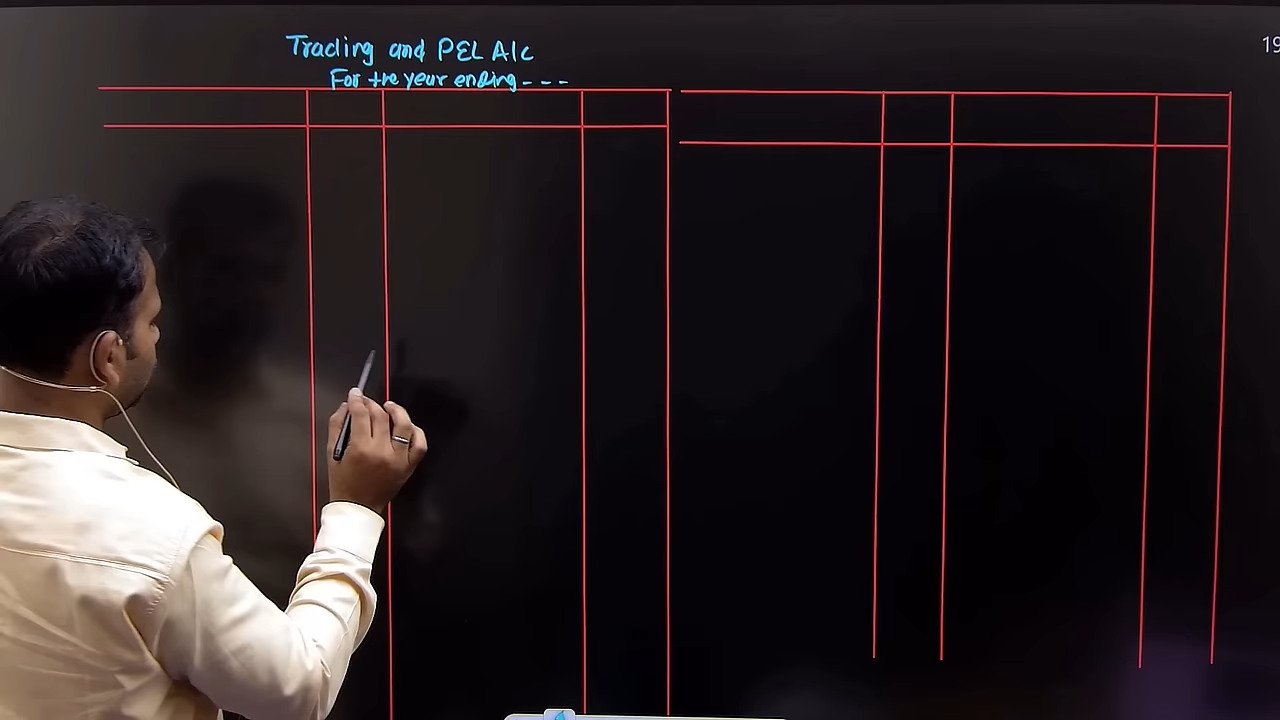 Trading and P&L A/c
For the year ending - - -
19